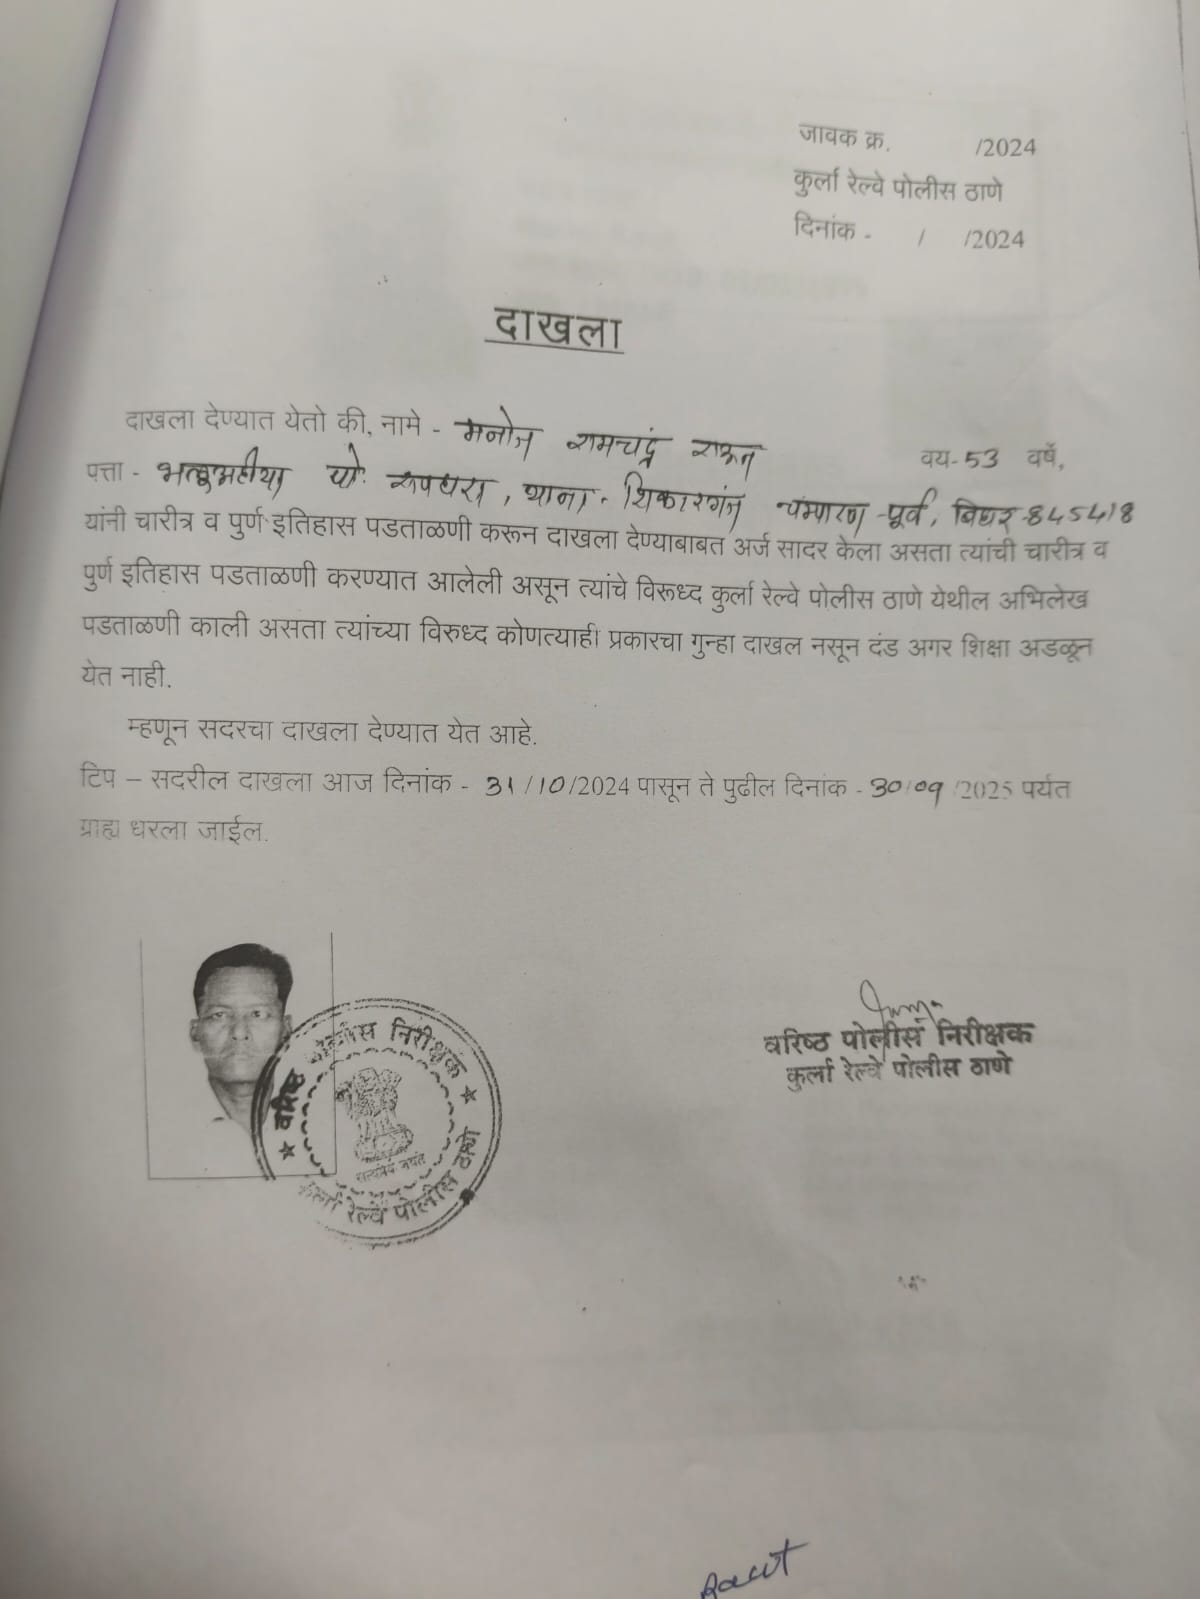 जावक क्र. /2024
कुर्ला रेल्वे पोलीस ठाणे
दिनांक - / /2024
दाखला
दाखला देण्यात येतो की, नामे - मनोज रामचंद्र राऊत वय-53 वर्षे,
पत्ता - पो. रूपधरा, थाना- शिकारगंज चम्पारण पूर्व, बिहार-845418
यांनी चारीत्र व पुर्ण इतिहास पडताळणी करून दाखला देण्याबाबत अर्ज सादर केला असता त्यांची चारीत्र व
पुर्ण इतिहास पडताळणी करण्यात आलेली असून त्यांचे विरूध्द कुर्ला रेल्वे पोलीस ठाणे येथील अभिलेख
पडताळणी काली असता त्यांच्या विरुध्द कोणत्याही प्रकारचा गुन्हा दाखल नसून दंड अगर शिक्षा अडळून
येत नाही.
म्हणून सदरचा दाखला देण्यात येत आहे.
टिप – सदरील दाखला आज दिनांक - 31/10/2024 पासून ते पुढील दिनांक - 30/09/2025 पर्यत
ग्राह्य धरला जाईल.
वरिष्ठ पोलीस निरीक्षक
कुर्ला रेल्वे पोलीस ठाणे
वरिष्ठ पोलीस निरीक्षक
सत्यमेव जयते
कुर्ला रेल्वे पोलीस ठाणे
Raut